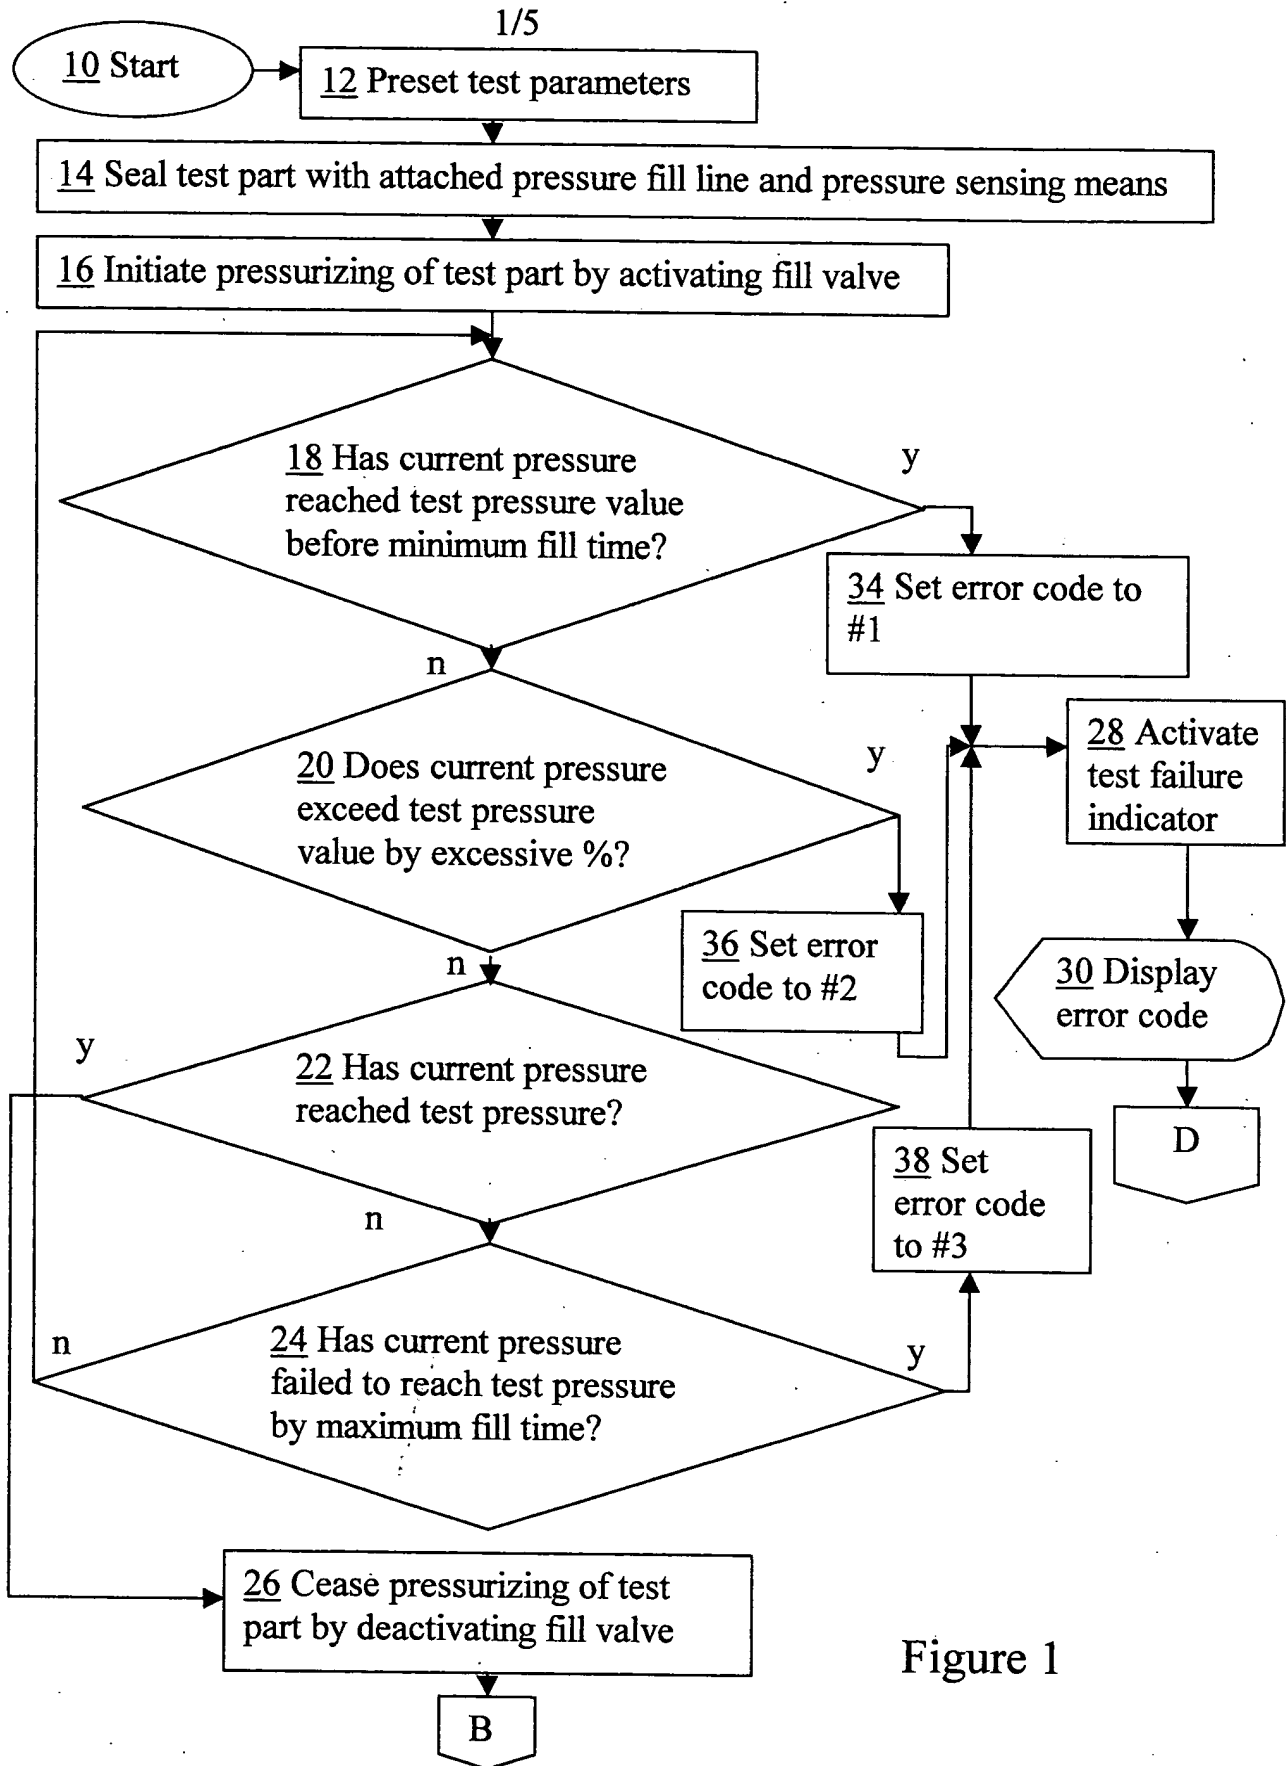 1/5
10 Start
12 Preset test parameters
14 Seal test part with attached pressure fill line and pressure sensing means
16 Initiate pressurizing of test part by activating fill valve
18 Has current pressure
reached test pressure value
before minimum fill time?
y
34 Set error code to
#1
n
20 Does current pressure
exceed test pressure
value by excessive %?
y
28 Activate
test failure
indicator
36 Set error
code to #2
30 Display
error code
n
y
22 Has current pressure
reached test pressure?
D
38 Set
error code
to #3
n
24 Has current pressure
failed to reach test pressure
by maximum fill time?
n
y
26 Cease pressurizing of test
part by deactivating fill valve
Figure 1
B